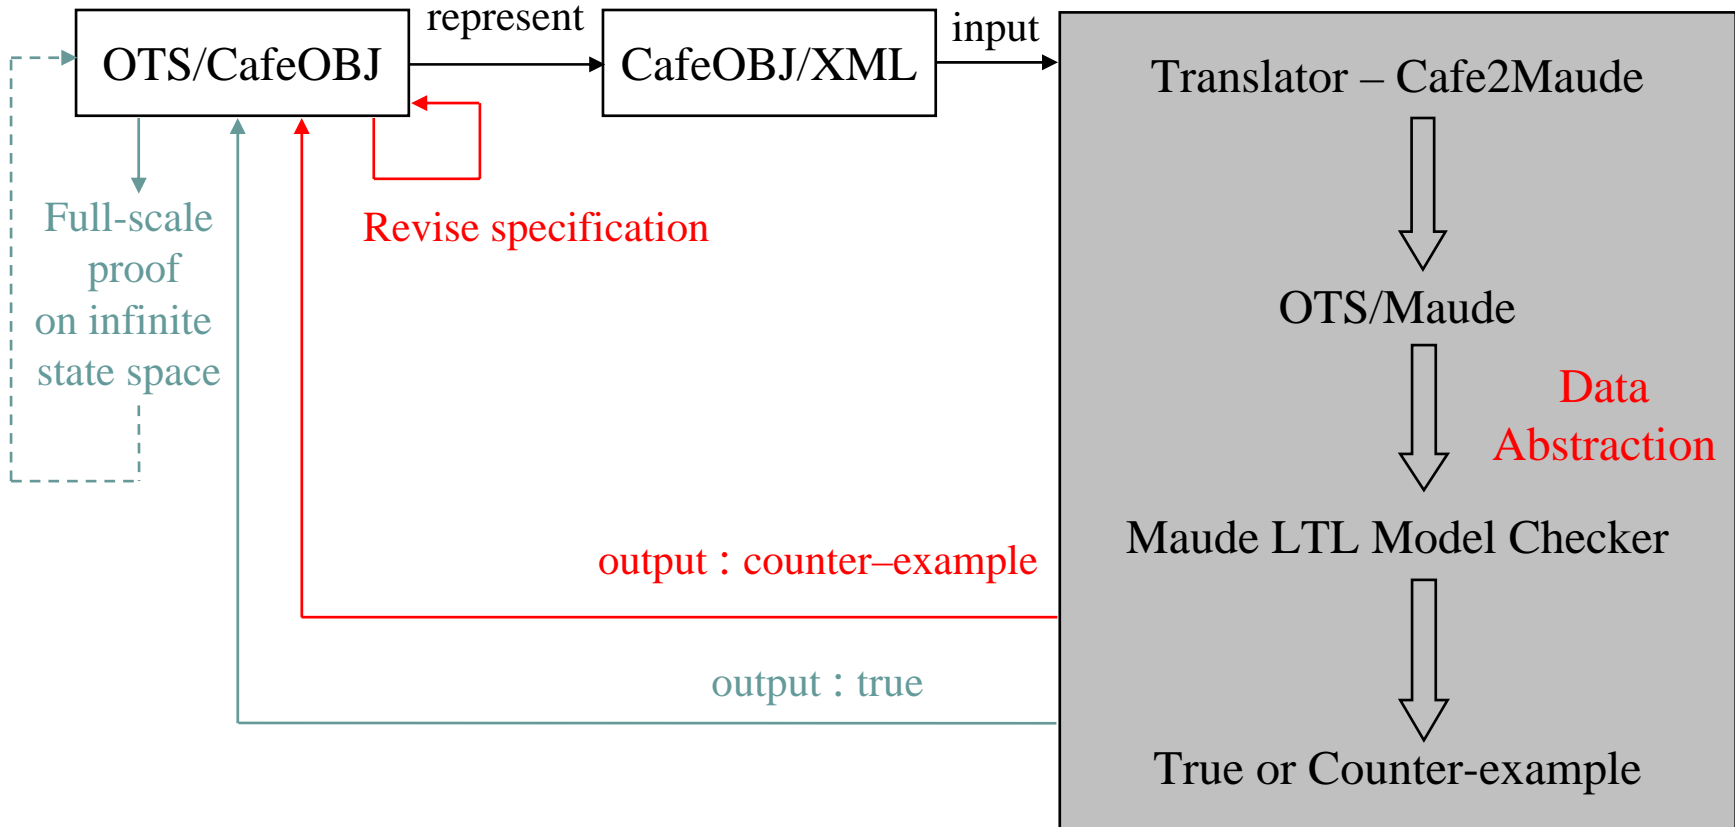 represent
input
OTS/CafeOBJ
CafeOBJ/XML
Translator – Cafe2Maude
Full-scale
proof
on infinite
state space
Revise specification
OTS/Maude
Data
Abstraction
Maude LTL Model Checker
output : counter–example
output : true
True or Counter-example